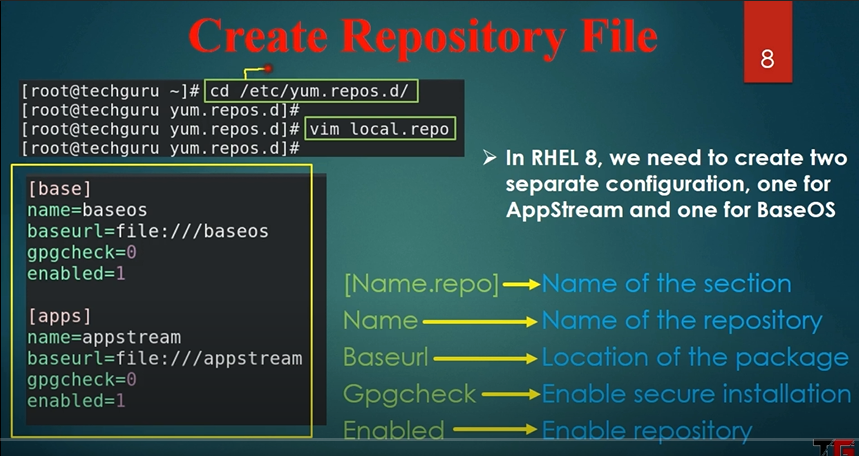 Create Repository File
8
[root@techguru ~]# cd /etc/yum.repos.d/
[root@techguru yum.repos.d]#
[root@techguru yum.repos.d]# vim local.repo
[root@techguru yum.repos.d]#
[base]
name=baseos
baseurl=file:///baseos
gpgcheck=0
enabled=1
[apps]
name=appstream
baseurl=file:///appstream
gpgcheck=0
enabled=1
➢ In RHEL 8, we need to create two
separate configuration, one for
AppStream and one for BaseOS
[Name.repo] Name of the section
Name Name of the repository
Baseurl Location of the package
Gpgcheck Enable secure installation
Enabled Enable repository
TG